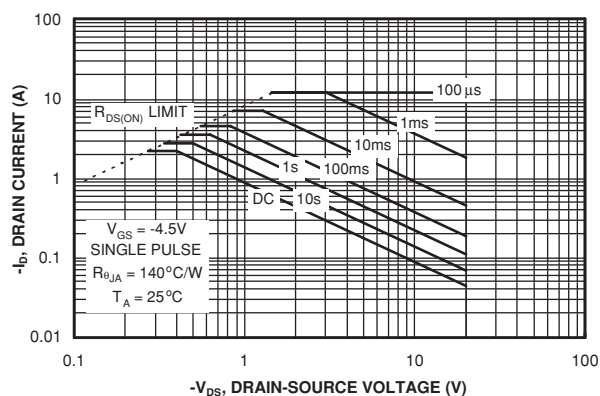 100
10
1
0.1
0.01
-I_D, DRAIN CURRENT (A)
R_DS(ON) LIMIT
100 µs
1ms
10ms
100ms
1s
10s
DC
V_GS = -4.5V
SINGLE PULSE
R_θJA = 140°C/W
T_A = 25°C
0.1
1
10
100
-V_DS, DRAIN-SOURCE VOLTAGE (V)